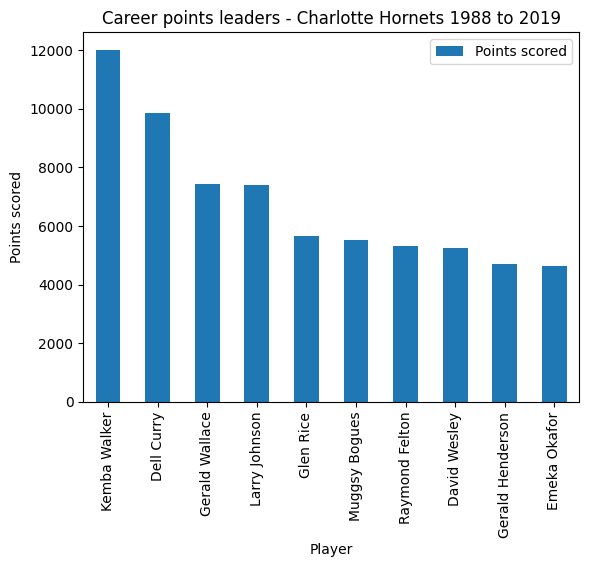 Career points leaders - Charlotte Hornets 1988 to 2019
Points scored
12000
10000
8000
6000
4000
2000
0
Points scored
Kemba Walker
Dell Curry
Gerald Wallace
Larry Johnson
Glen Rice
Muggsy Bogues
Raymond Felton
David Wesley
Gerald Henderson
Emeka Okafor
Player